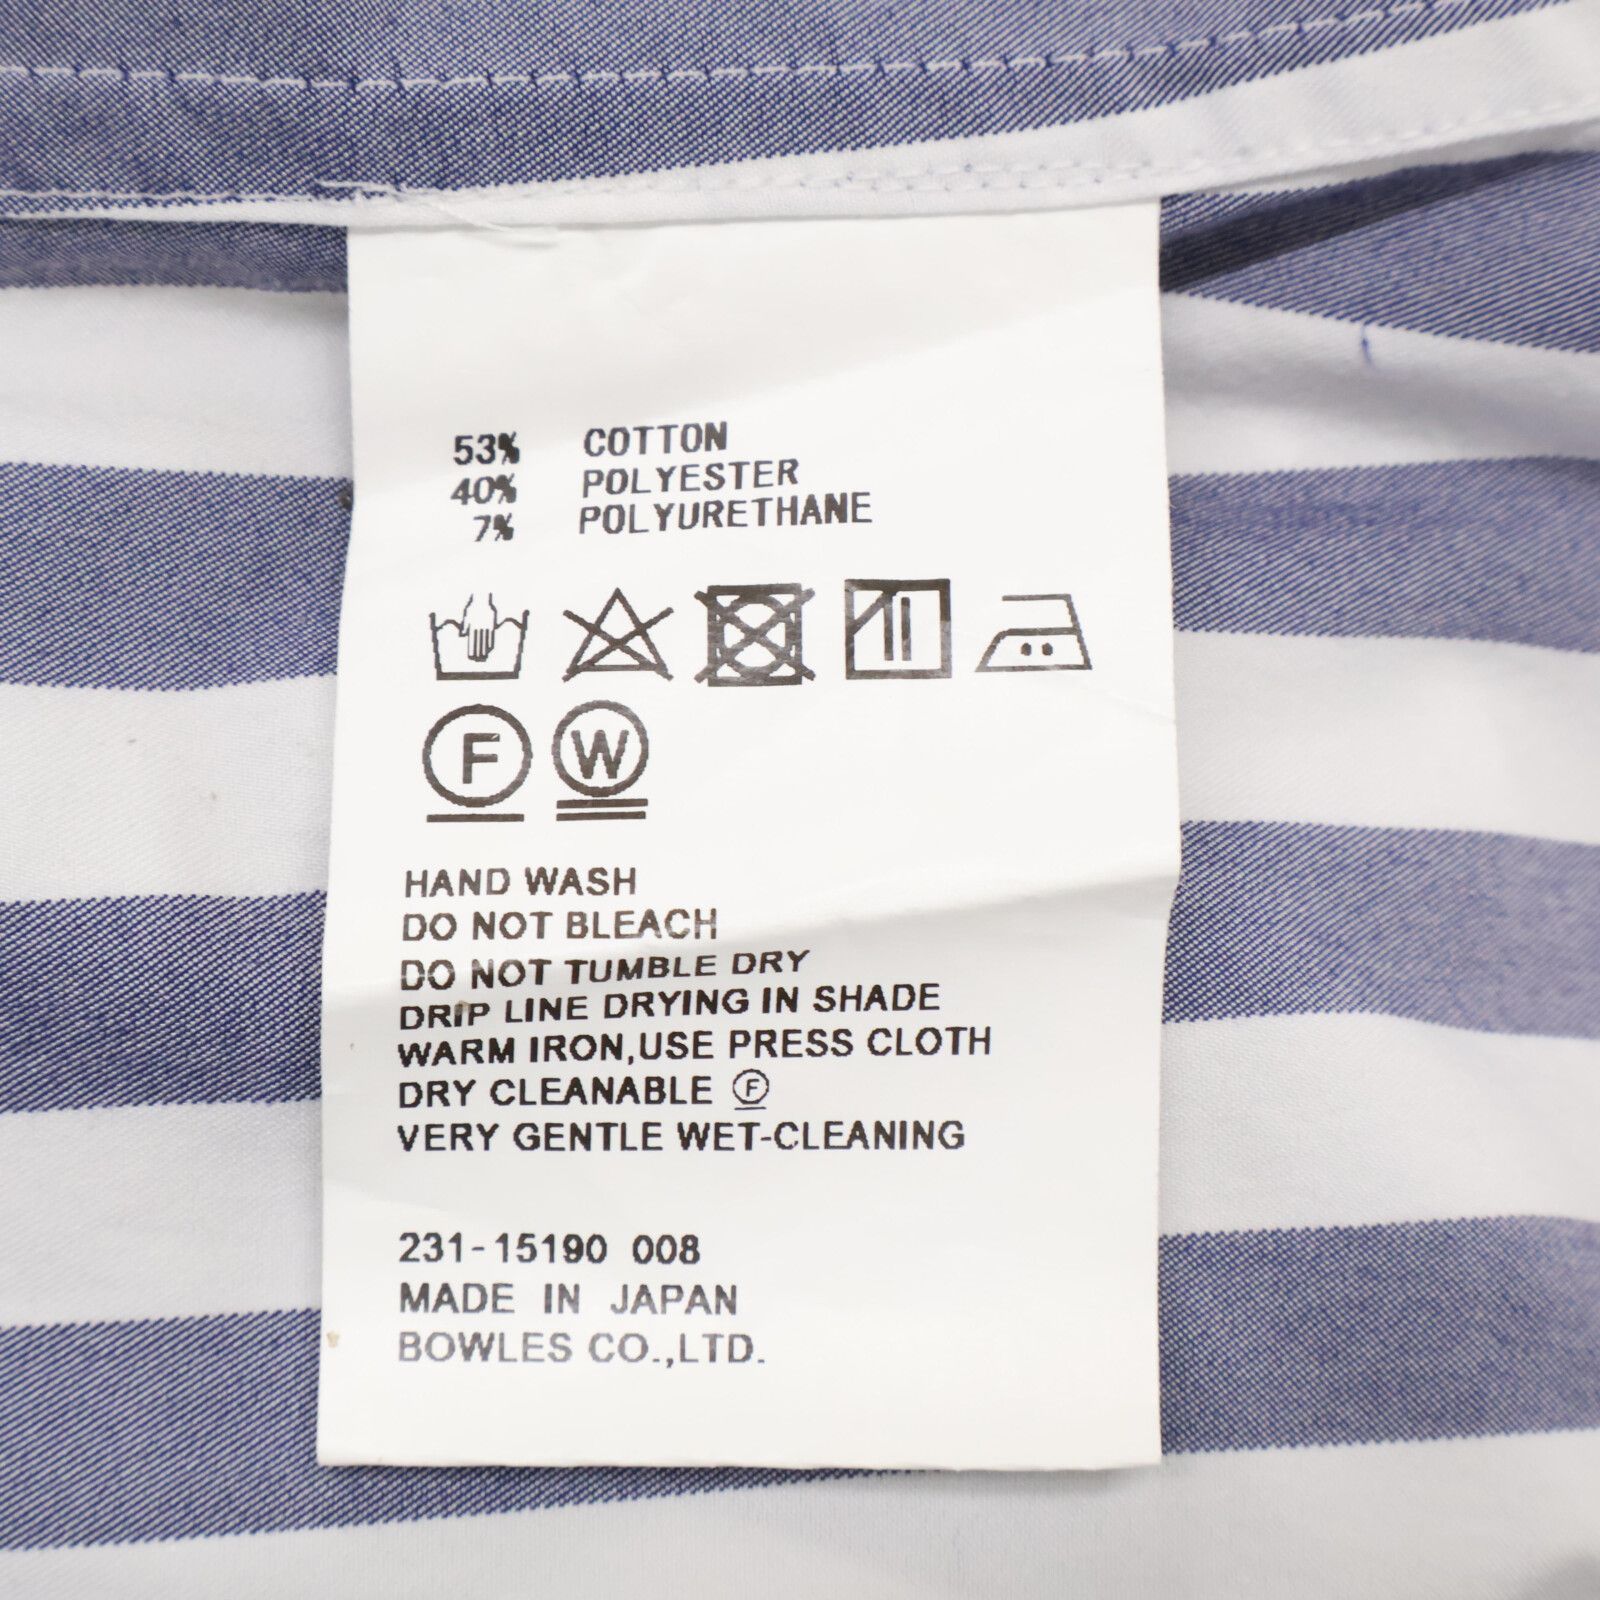 53% COTTON
40% POLYESTER
7% POLYURETHANE
F W
HAND WASH
DO NOT BLEACH
DO NOT TUMBLE DRY
DRIP LINE DRYING IN SHADE
WARM IRON,USE PRESS CLOTH
DRY CLEANABLE Ⓕ
VERY GENTLE WET-CLEANING
231-15190 008
MADE IN JAPAN
BOWLES CO.,LTD.